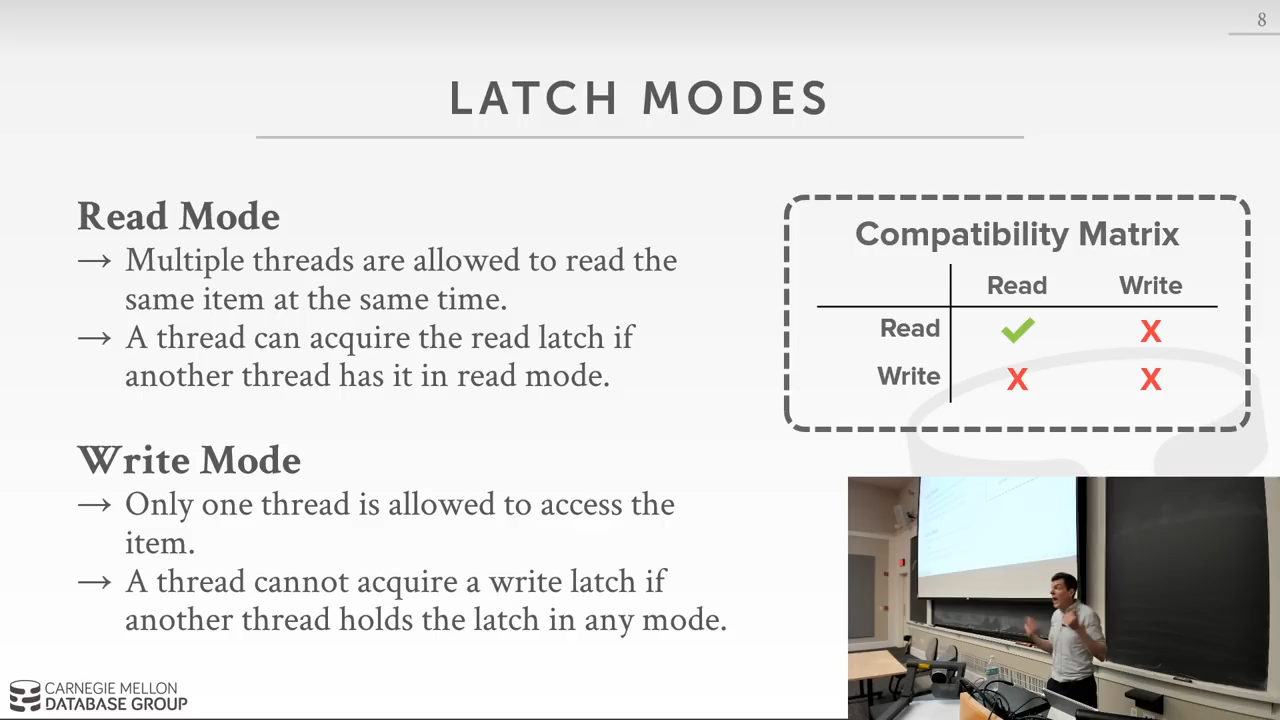 8
LATCH MODES
Read Mode
→ Multiple threads are allowed to read the
same item at the same time.
→ A thread can acquire the read latch if
another thread has it in read mode.
Write Mode
→ Only one thread is allowed to access the
item.
→ A thread cannot acquire a write latch if
another thread holds the latch in any mode.
Compatibility Matrix
Read Write
Read ✓ X
Write X X
CARNEGIE MELLON
DATABASE GROUP